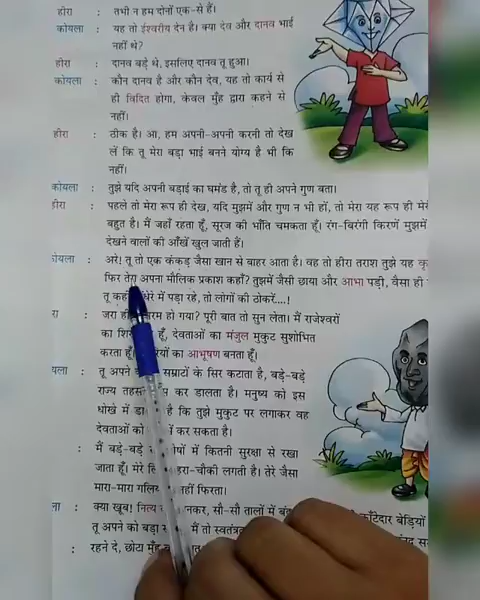 हीरा : तभी न हम दोनों एक-से हैं।
कोयला : यह तो ईश्वरीय देन है। क्या देव और दानव भाई
नहीं थे?
हीरा : दानव बड़े थे, इसलिए दानव तू हुआ।
कोयला : कौन दानव है और कौन देव, यह तो कार्य से
ही विदित होगा, केवल मुँह द्वारा कहने से
नहीं।
हीरा : ठीक है। आ, हम अपनी-अपनी करनी तो देख
लें कि तू मेरा बड़ा भाई बनने योग्य है भी कि
नहीं।
कोयला : तुझे यदि अपनी बड़ाई का घमंड है, तो तू ही अपने गुण बता।
हीरा : पहले तो मेरा रूप ही देख, यदि मुझमें और गुण न भी हों, तो मेरा यह रूप ही मेरे
बहुत है। मैं जहाँ रहता हूँ, सूरज की भाँति चमकता हूँ। रंग-बिरंगी किरणें मुझमें
देखने वालों की आँखें खुल जाती हैं।
कोयला : अरे! तू तो एक कंकड़ जैसा खान से बाहर आता है। वह तो हीरा तराश तुझे यह
फिर तेरा अपना मौलिक प्रकाश कहाँ? तुझमें जैसी छाया और आभा पड़ी, वैसा ही
तू कहीं अँधेरे में पड़ा रहे, तो लोगों की ठोकरें...!
रा : जरा ही गरम हो गया? पूरी बात तो सुन लेता। मैं राजेश्वरों
का हूँ, देवताओं का मंजुल मुकुट सुशोभित
करता हूँ का आभूषण बनता हूँ।
यला : तू अपने सम्राटों के सिर कटाता है, बड़े-बड़े
राज्य कर डालता है। मनुष्य को इस
धोखे में है कि तुझे मुकुट पर लगाकर वह
देवताओं को कर सकता है।
: मैं बड़े-बड़े में कितनी सुरक्षा से रखा
जाता हूँ। मेरे पहरा-चौकी लगती है। तेरे जैसा
मारा-मारा नहीं फिरता।
ला : क्या खूब! नित्य सौ-सौ तालों में काँटेदार बेड़ियों
तू अपने को बड़ा मैं तो
: रहने दे, छोटा मुँह